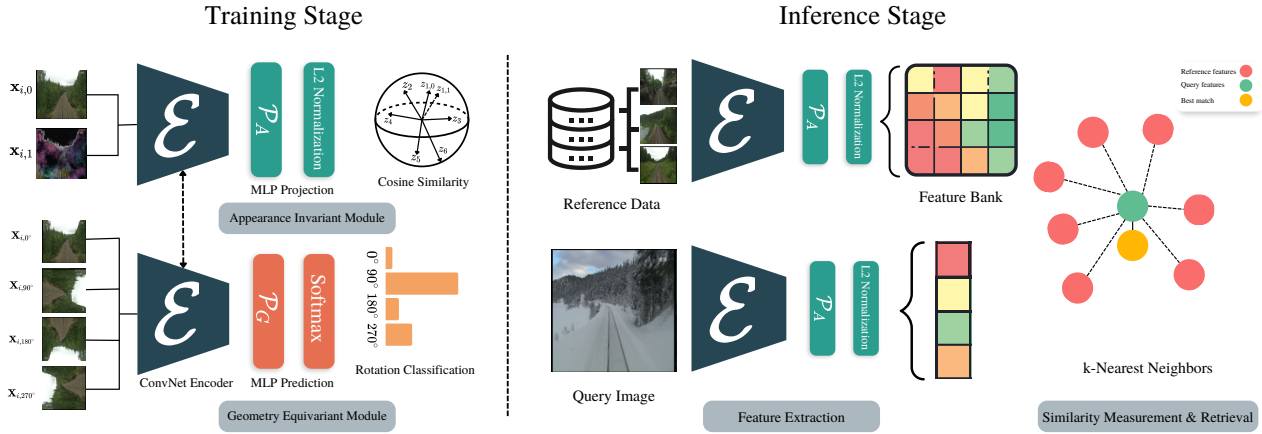 Training Stage
x_{i,0}
x_{i,1}
ℰ
𝒫_A
L2 Normalization
z_2
z_{1,0}
z_{1,1}
z_4
z_3
z_5
z_6
MLP Projection
Cosine Similarity
Appearance Invariant Module
x_{i,0°}
x_{i,90°}
x_{i,180°}
x_{i,270°}
ℰ
𝒫_G
Softmax
0°
90°
180°
270°
ConvNet Encoder
MLP Prediction
Rotation Classification
Geometry Equivariant Module
Inference Stage
Reference Data
ℰ
𝒫_A
L2 Normalization
Feature Bank
Query Image
ℰ
𝒫_A
L2 Normalization
Feature Extraction
Reference features
Query features
Best match
k-Nearest Neighbors
Similarity Measurement & Retrieval